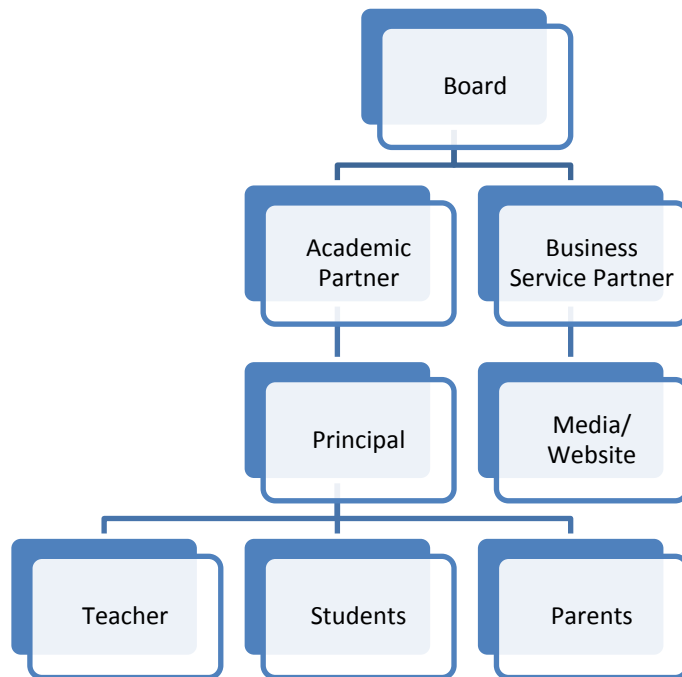 Board
Academic
Partner
Business
Service Partner
Principal
Media/
Website
Teacher
Students
Parents